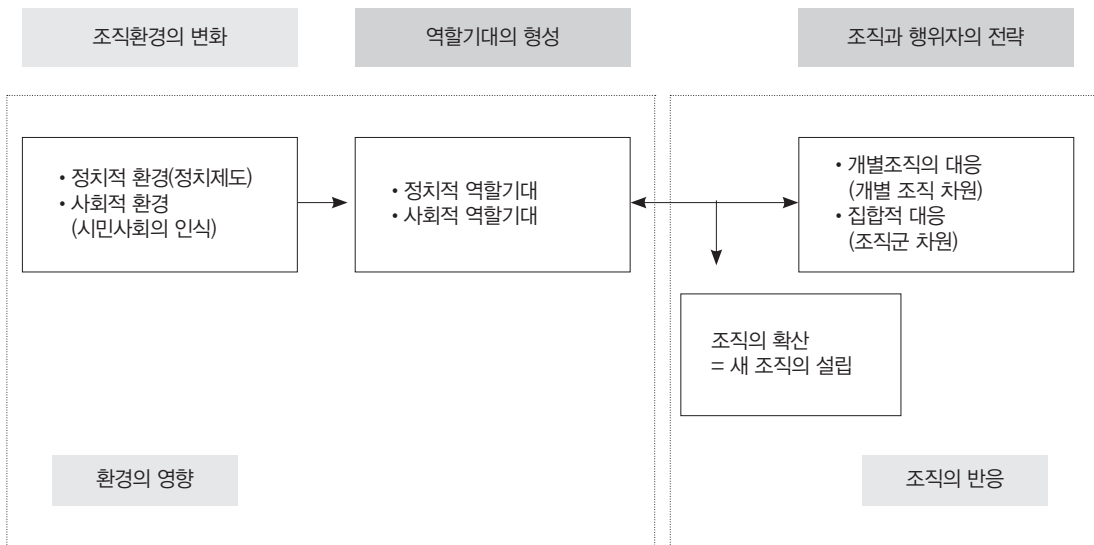 조직환경의 변화
역할기대의 형성
조직과 행위자의 전략
• 정치적 환경(정치제도)
• 사회적 환경
(시민사회의 인식)
• 정치적 역할기대
• 사회적 역할기대
• 개별조직의 대응
(개별 조직 차원)
• 집합적 대응
(조직군 차원)
조직의 확산
= 새 조직의 설립
환경의 영향
조직의 반응